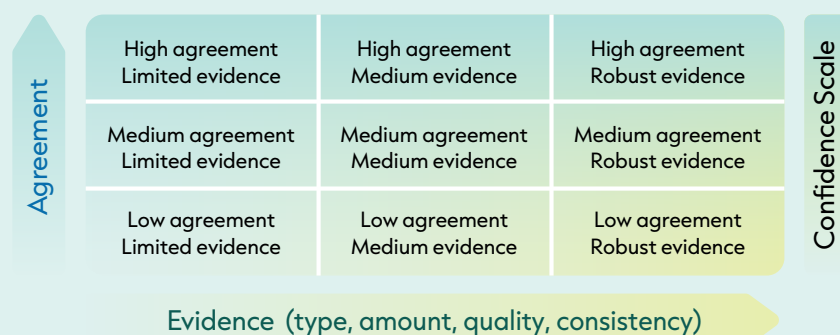 Agreement
High agreement
Limited evidence
High agreement
Medium evidence
High agreement
Robust evidence
Medium agreement
Limited evidence
Medium agreement
Medium evidence
Medium agreement
Robust evidence
Low agreement
Limited evidence
Low agreement
Medium evidence
Low agreement
Robust evidence
Confidence Scale
Evidence (type, amount, quality, consistency)